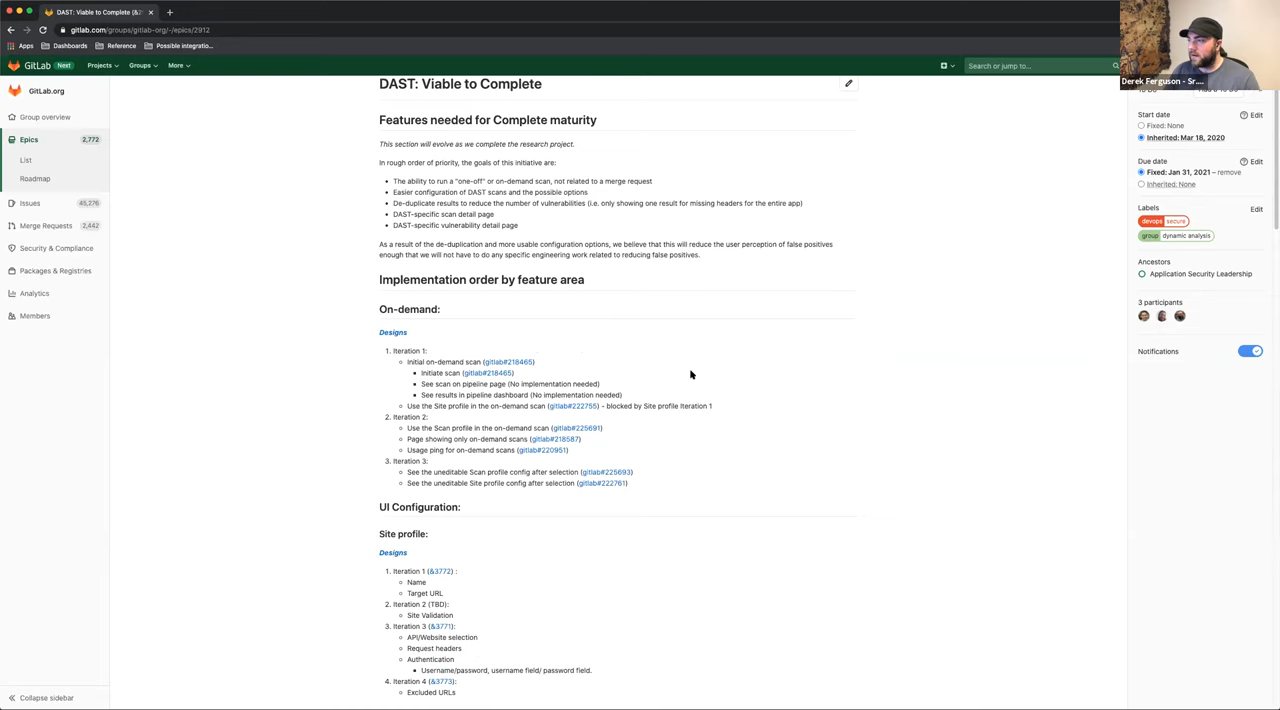 DAST: Viable to Complete (&2
gitlab.com/groups/gitlab-org/-/epics/2912
Apps Dashboards Reference Possible integratio...
GitLab Next Projects Groups More Search or jump to...
Derek Ferguson - Sr....
GitLab.org
Group overview
Epics 2,772
List
Roadmap
Issues 45,276
Merge Requests 2,442
Security & Compliance
Packages & Registries
Analytics
Members
Collapse sidebar
DAST: Viable to Complete
Features needed for Complete maturity
This section will evolve as we complete the research project.
In rough order of priority, the goals of this initiative are:
The ability to run a "one-off" or on-demand scan, not related to a merge request
Easier configuration of DAST scans and the possible options
De-duplicate results to reduce the number of vulnerabilities (i.e. only showing one result for missing headers for the entire app)
DAST-specific scan detail page
DAST-specific vulnerability detail page
As a result of the de-duplication and more usable configuration options, we believe that this will reduce the user perception of false positives
enough that we will not have to do any specific engineering work related to reducing false positives.
Implementation order by feature area
On-demand:
Designs
1. Iteration 1:
Initial on-demand scan (gitlab#218465)
Initiate scan (gitlab#218465)
See scan on pipeline page (No implementation needed)
See results in pipeline dashboard (No implementation needed)
Use the Site profile in the on-demand scan (gitlab#222755) - blocked by Site profile Iteration 1
2. Iteration 2:
Use the Scan profile in the on-demand scan (gitlab#225691)
Page showing only on-demand scans (gitlab#218587)
Usage ping for on-demand scans (gitlab#220951)
3. Iteration 3:
See the uneditable Scan profile config after selection (gitlab#225693)
See the uneditable Site profile config after selection (gitlab#222761)
UI Configuration:
Site profile:
Designs
1. Iteration 1 (&3772) :
Name
Target URL
2. Iteration 2 (TBD):
Site Validation
3. Iteration 3 (&3771):
API/Website selection
Request headers
Authentication
Username/password, username field/ password field.
4. Iteration 4 (&3773):
Excluded URLs
Start date Edit
Fixed: None
Inherited: Mar 18, 2020
Due date Edit
Fixed: Jan 31, 2021 – remove
Inherited: None
Labels Edit
devops secure
group dynamic analysis
Ancestors
Application Security Leadership
3 participants
Notifications